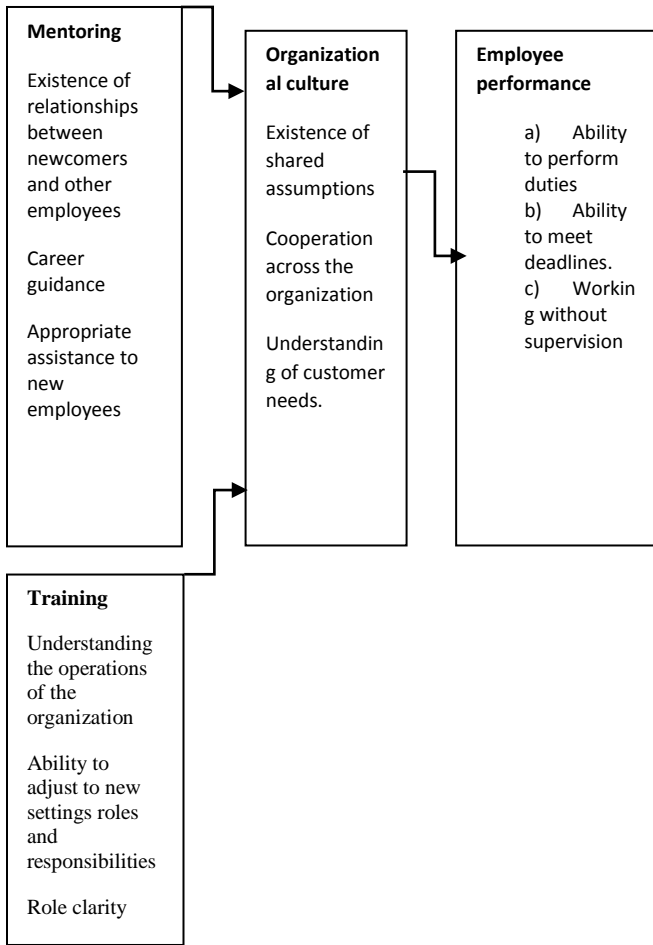 Mentoring
Existence of
relationships
between
newcomers
and other
employees
Career
guidance
Appropriate
assistance to
new
employees
Organization
al culture
Existence of
shared
assumptions
Cooperation
across the
organization
Understandin
g of customer
needs.
Employee
performance
a) Ability
to perform
duties
b) Ability
to meet
deadlines.
c) Workin
g without
supervision
Training
Understanding
the operations
of the
organization
Ability to
adjust to new
settings roles
and
responsibilities
Role clarity